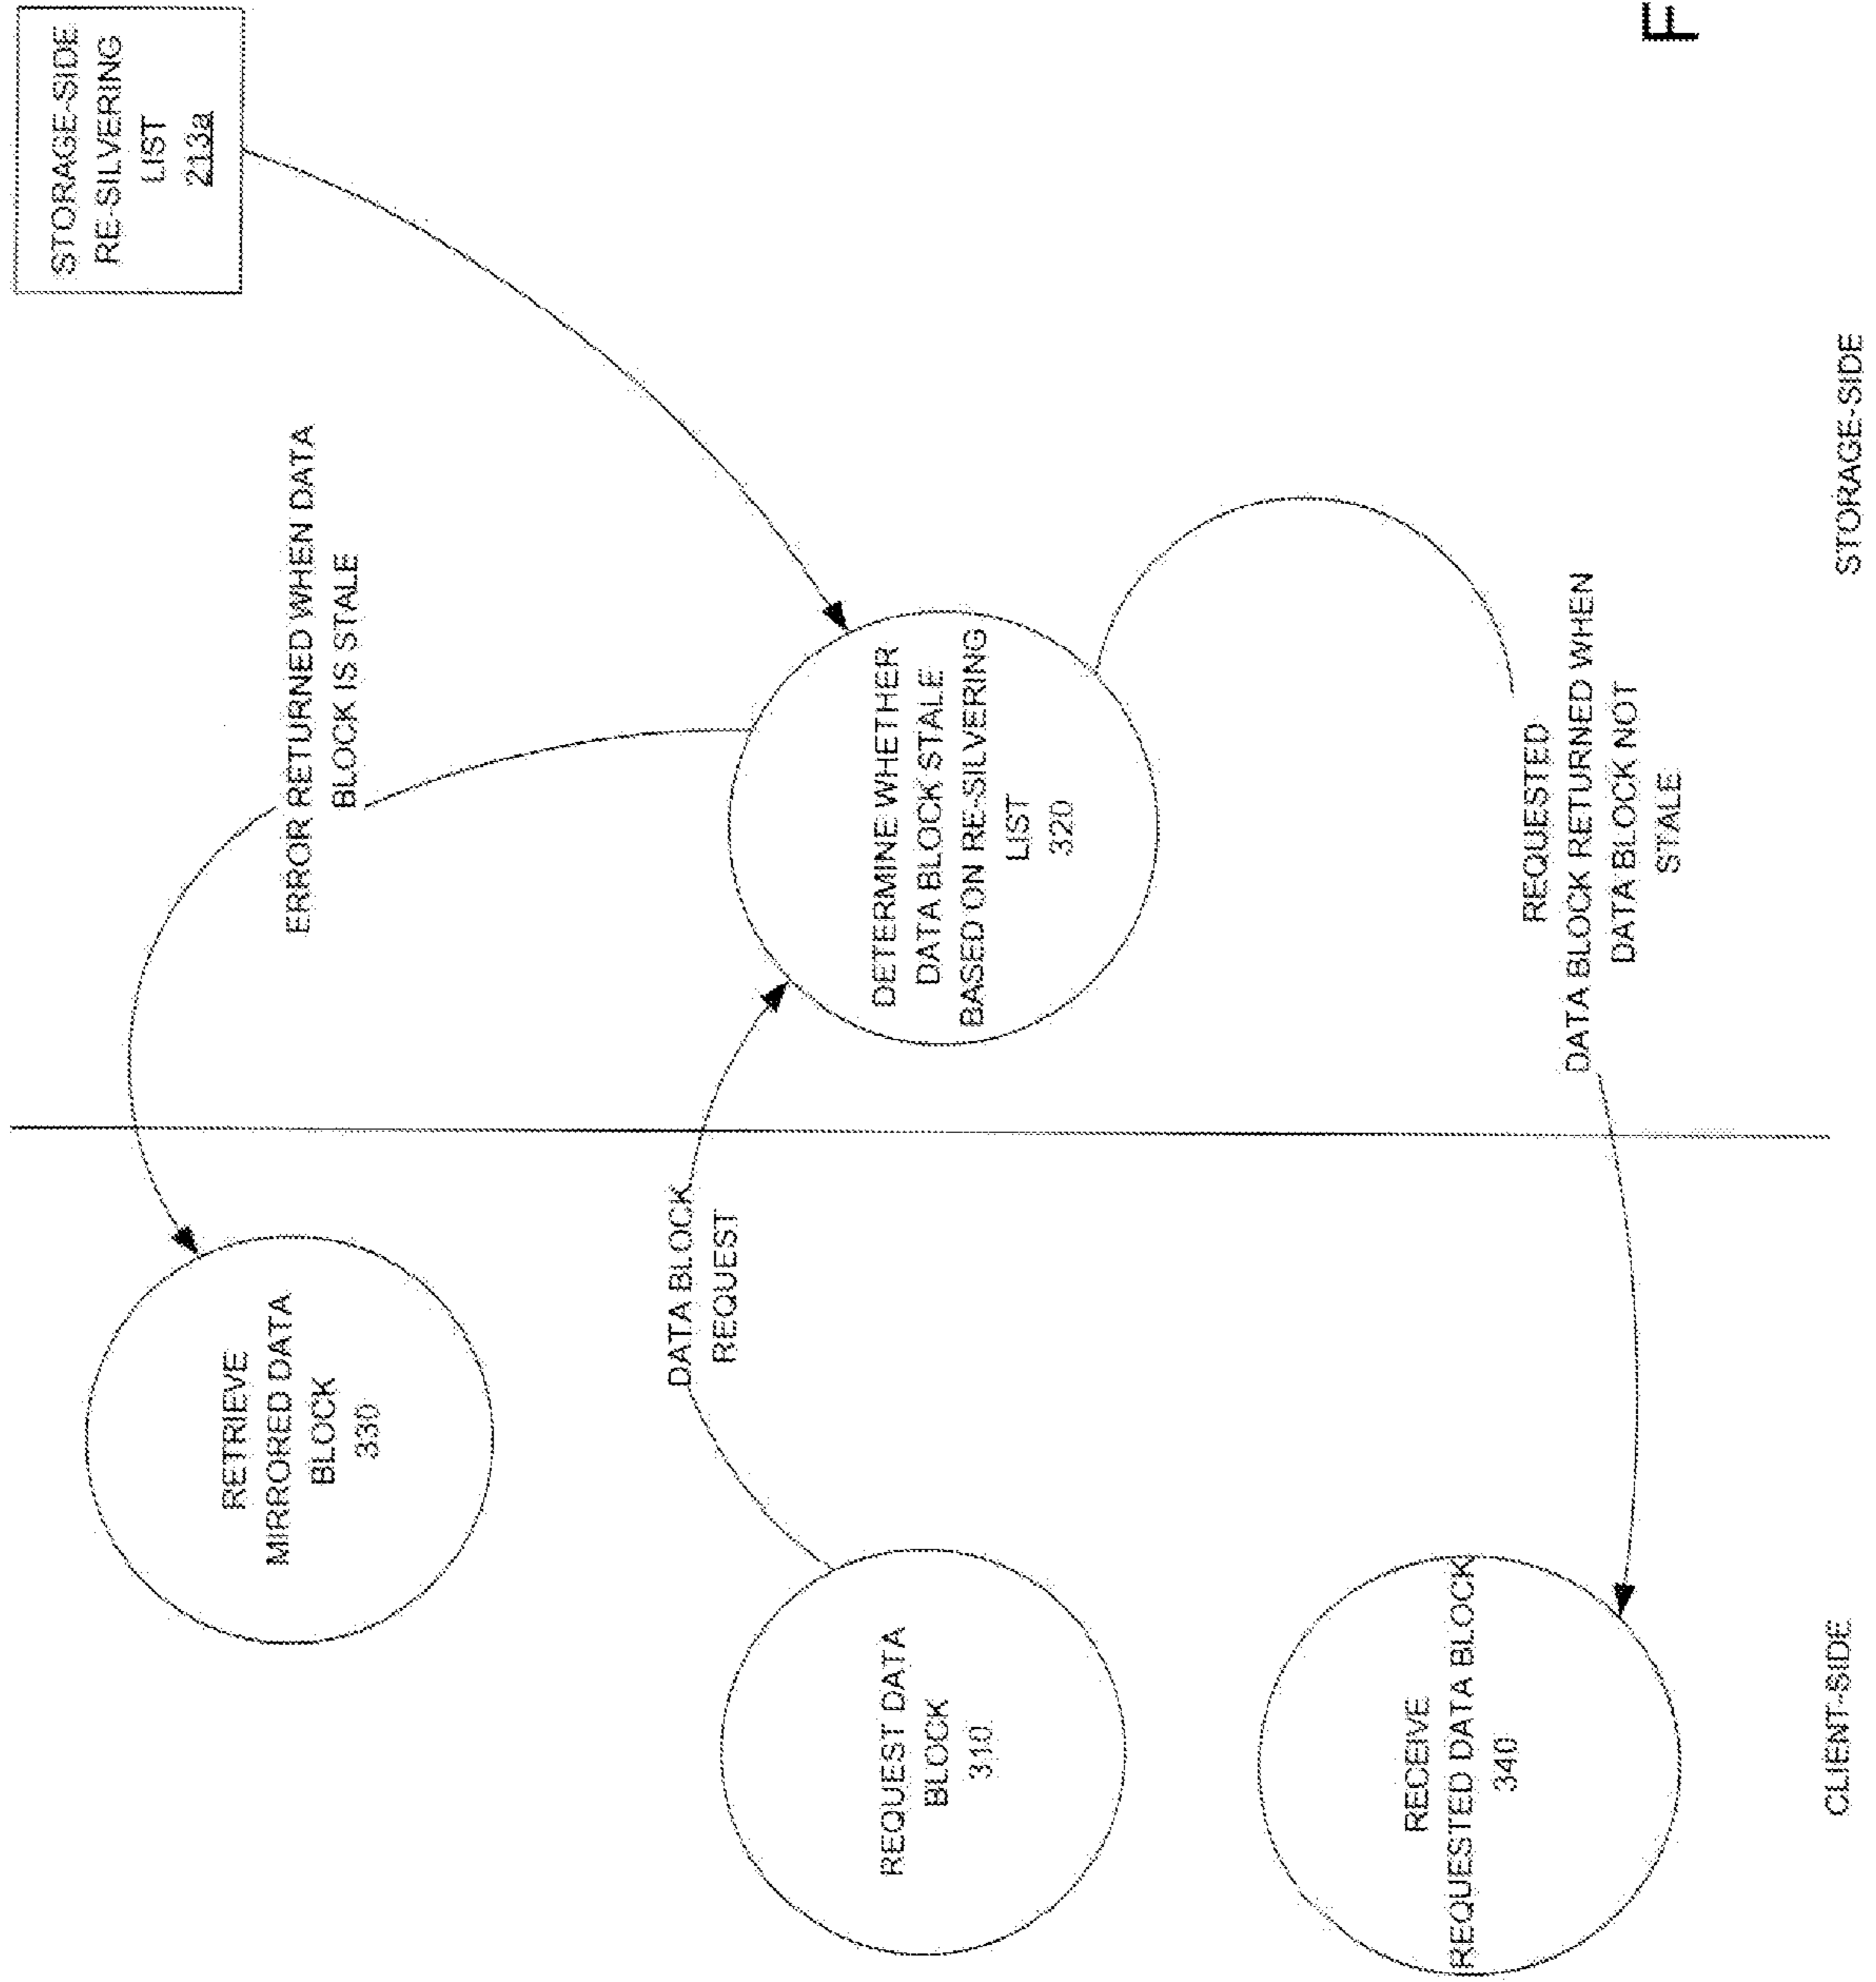 STORAGE-SIDE
RE-SILVERING
LIST
213a
ERROR RETURNED WHEN DATA
BLOCK IS STALE
RETRIEVE
MIRRORED DATA
BLOCK
330
DATA BLOCK
REQUEST
DETERMINE WHETHER
DATA BLOCK STALE
BASED ON RE-SILVERING
LIST
320
REQUEST DATA
BLOCK
310
REQUESTED
DATA BLOCK RETURNED WHEN
DATA BLOCK NOT
STALE
RECEIVE
REQUESTED DATA BLOCK
340
CLIENT-SIDE
STORAGE-SIDE
F